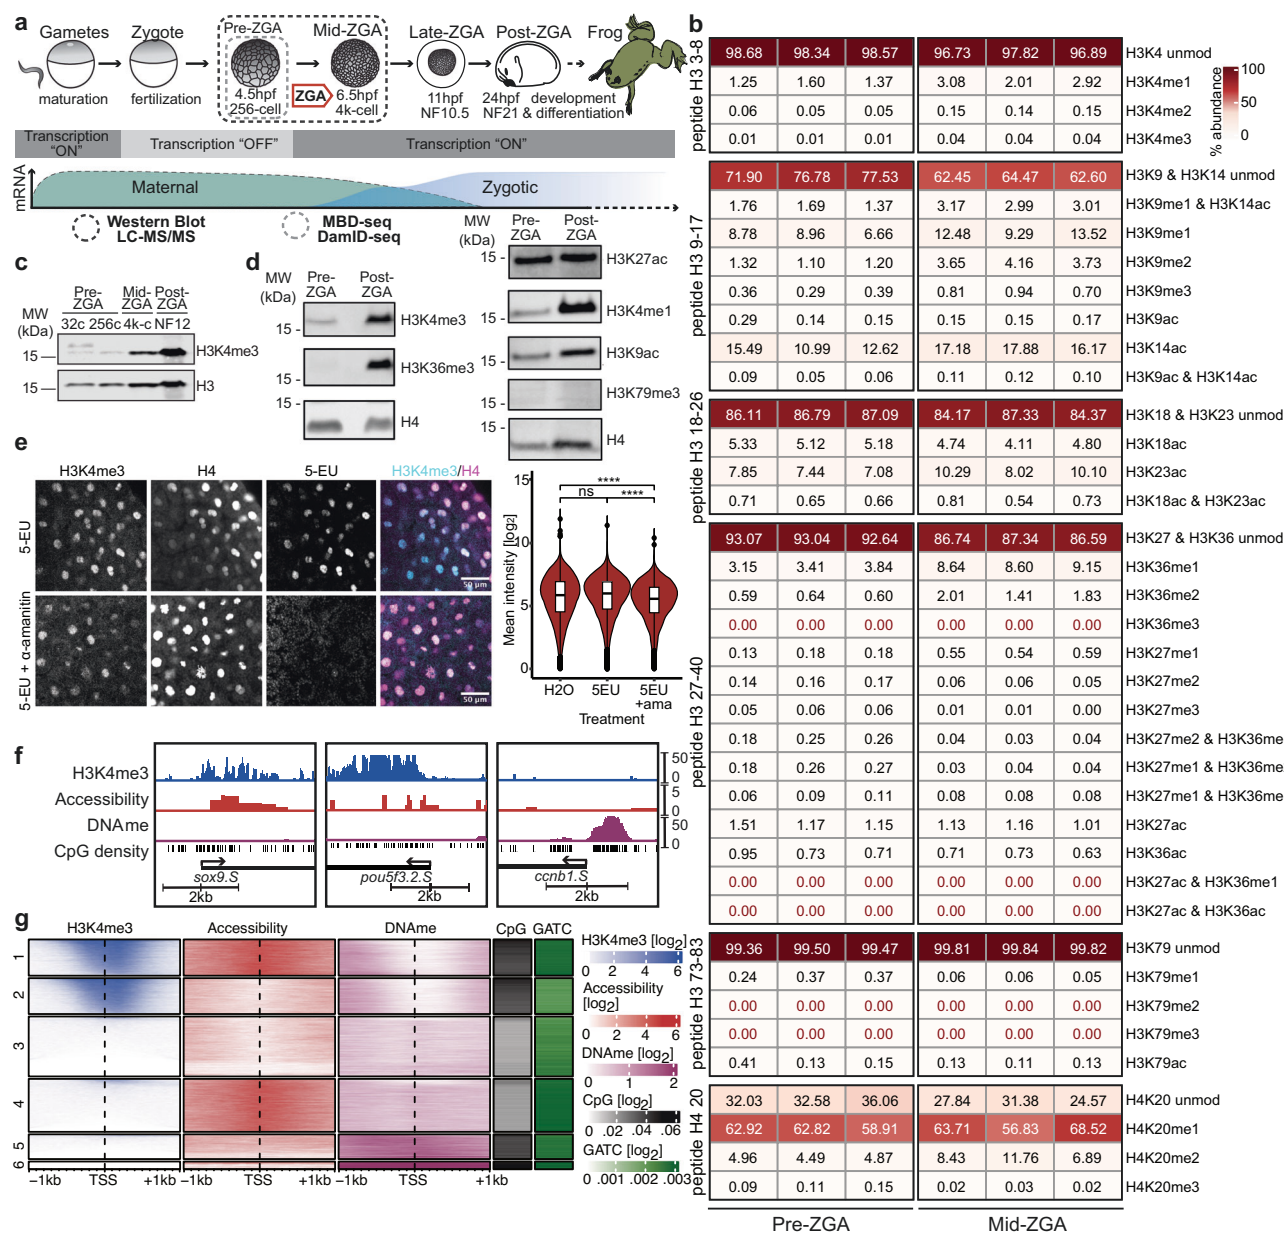 a
Gametes
Zygote
Pre-ZGA
Mid-ZGA
Late-ZGA
Post-ZGA
Frog
maturation
fertilization
4.5hpf
256-cell
ZGA
6.5hpf
4k-cell
11hpf
NF10.5
24hpf development
NF21 & differentiation
Transcription "ON"
Transcription "OFF"
Transcription "ON"
mRNA
Maternal
Zygotic
Western Blot
LC-MS/MS
MBD-seq
DamID-seq
b
peptide H3 3-8
98.68 98.34 98.57 96.73 97.82 96.89 H3K4 unmod
1.25 1.60 1.37 3.08 2.01 2.92 H3K4me1
0.06 0.05 0.05 0.15 0.14 0.15 H3K4me2
0.01 0.01 0.01 0.04 0.04 0.04 H3K4me3
% abundance
100
50
0
peptide H3 9-17
71.90 76.78 77.53 62.45 64.47 62.60 H3K9 & H3K14 unmod
1.76 1.69 1.37 3.17 2.99 3.01 H3K9me1 & H3K14ac
8.78 8.96 6.66 12.48 9.29 13.52 H3K9me1
1.32 1.10 1.20 3.65 4.16 3.73 H3K9me2
0.36 0.29 0.39 0.81 0.94 0.70 H3K9me3
0.29 0.14 0.15 0.15 0.15 0.17 H3K9ac
15.49 10.99 12.62 17.18 17.88 16.17 H3K14ac
0.09 0.05 0.06 0.11 0.12 0.10 H3K9ac & H3K14ac
peptide H3 18-26
86.11 86.79 87.09 84.17 87.33 84.37 H3K18 & H3K23 unmod
5.33 5.12 5.18 4.74 4.11 4.80 H3K18ac
7.85 7.44 7.08 10.29 8.02 10.10 H3K23ac
0.71 0.65 0.66 0.81 0.54 0.73 H3K18ac & H3K23ac
peptide H3 27-40
93.07 93.04 92.64 86.74 87.34 86.59 H3K27 & H3K36 unmod
3.15 3.41 3.84 8.64 8.60 9.15 H3K36me1
0.59 0.64 0.60 2.01 1.41 1.83 H3K36me2
0.00 0.00 0.00 0.00 0.00 0.00 H3K36me3
0.13 0.18 0.18 0.55 0.54 0.59 H3K27me1
0.14 0.16 0.17 0.06 0.06 0.05 H3K27me2
0.05 0.06 0.06 0.01 0.01 0.00 H3K27me3
0.18 0.25 0.26 0.04 0.03 0.04 H3K27me2 & H3K36me
0.18 0.26 0.27 0.03 0.04 0.04 H3K27me1 & H3K36me
0.06 0.09 0.11 0.08 0.08 0.08 H3K27me1 & H3K36me
1.51 1.17 1.15 1.13 1.16 1.01 H3K27ac
0.95 0.73 0.71 0.71 0.73 0.63 H3K36ac
0.00 0.00 0.00 0.00 0.00 0.00 H3K27ac & H3K36me1
0.00 0.00 0.00 0.00 0.00 0.00 H3K27ac & H3K36ac
peptide H3 73-83
99.36 99.50 99.47 99.81 99.84 99.82 H3K79 unmod
0.24 0.37 0.37 0.06 0.06 0.05 H3K79me1
0.00 0.00 0.00 0.00 0.00 0.00 H3K79me2
0.00 0.00 0.00 0.00 0.00 0.00 H3K79me3
0.41 0.13 0.15 0.13 0.11 0.13 H3K79ac
peptide H4 20
32.03 32.58 36.06 27.84 31.38 24.57 H4K20 unmod
62.92 62.82 58.91 63.71 56.83 68.52 H4K20me1
4.96 4.49 4.87 8.43 11.76 6.89 H4K20me2
0.09 0.11 0.15 0.02 0.03 0.02 H4K20me3
Pre-ZGA Mid-ZGA
c
MW (kDa)
Pre-ZGA Mid-ZGA Post-ZGA
32c 256c 4k-c NF12
15 H3K4me3
15 H3
d
MW (kDa)
Pre-ZGA Post-ZGA
15 - H3K4me3
15 - H3K36me3
15 - H4
MW (kDa)
Pre-ZGA Post-ZGA
15 - H3K27ac
15 - H3K4me1
15 - H3K9ac
15 - H3K79me3
15 - H4
e
H3K4me3 H4 5-EU H3K4me3/H4
5-EU
50 µm
5-EU + α-amanitin
50 µm
Mean intensity [log2]
15
10
5
0
****
ns ****
H2O 5EU 5EU +ama
Treatment
f
H3K4me3
Accessibility
DNAme
CpG density
50
0
5
0
50
0
sox9.S pou5f3.2.S ccnb1.S
2kb 2kb 2kb
g
H3K4me3 Accessibility DNAme CpG GATC
1
2
3
4
5
6
−1kb TSS +1kb −1kb TSS +1kb
H3K4me3 [log2]
0 2 4 6
Accessibility [log2]
0 2 4 6
DNAme [log2]
0 1 2
CpG [log2]
0 .02 .04 .06
GATC [log2]
0 .001 .002 .003